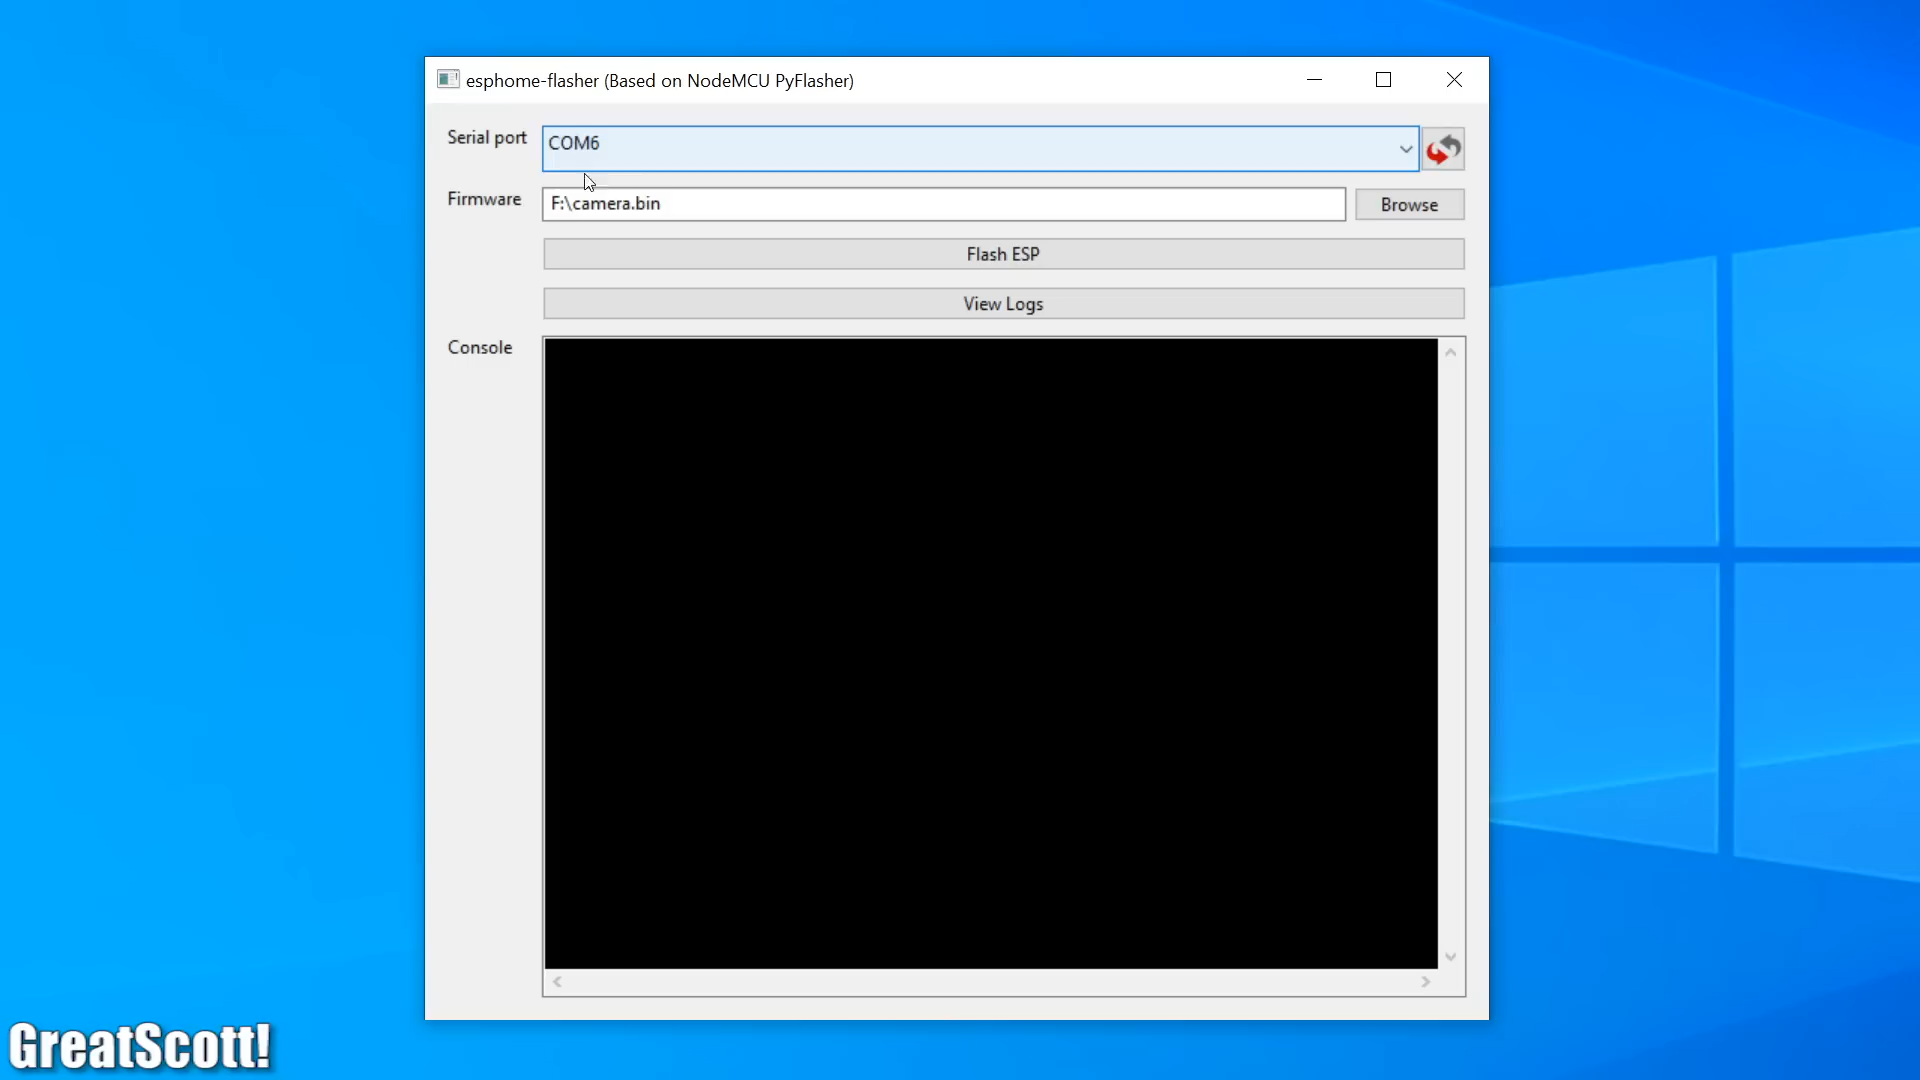 esphome-flasher (Based on NodeMCU PyFlasher)
Serial port
COM6
Firmware
F:\camera.bin
Browse
Flash ESP
View Logs
Console
GreatScott!